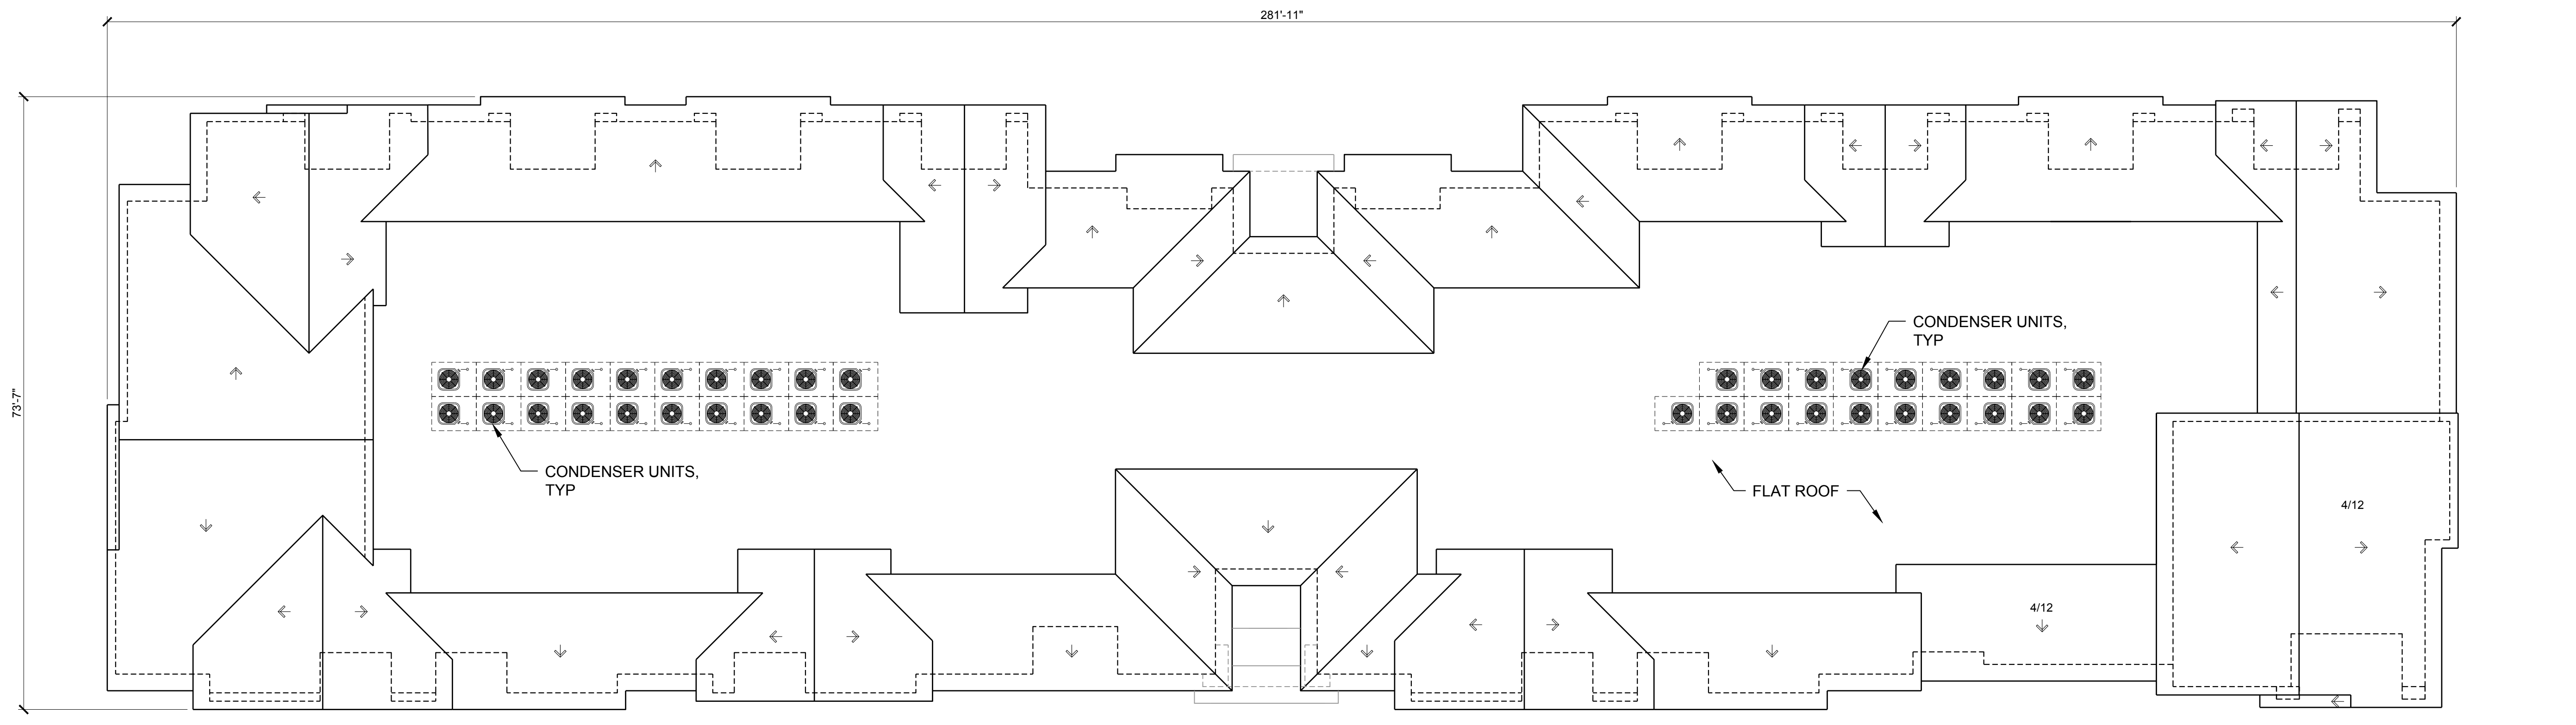 281'-11"
73'-7"
CONDENSER UNITS,
TYP
CONDENSER UNITS,
TYP
FLAT ROOF
4/12
4/12